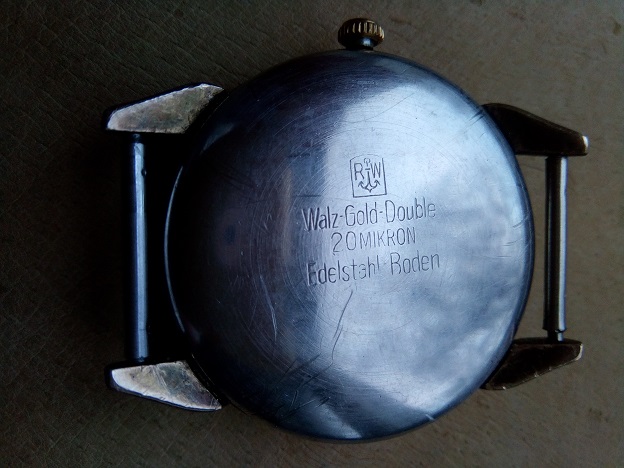 RW
Walz-Gold-Double
20 MIKRON
Edelstahl-Boden